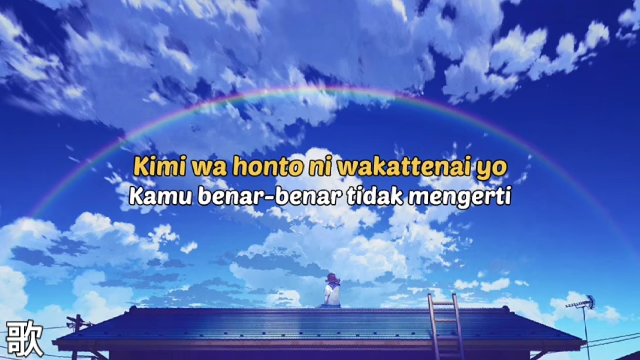 Kimi wa honto ni wakattenai yo
Kamu benar-benar tidak mengerti
歌